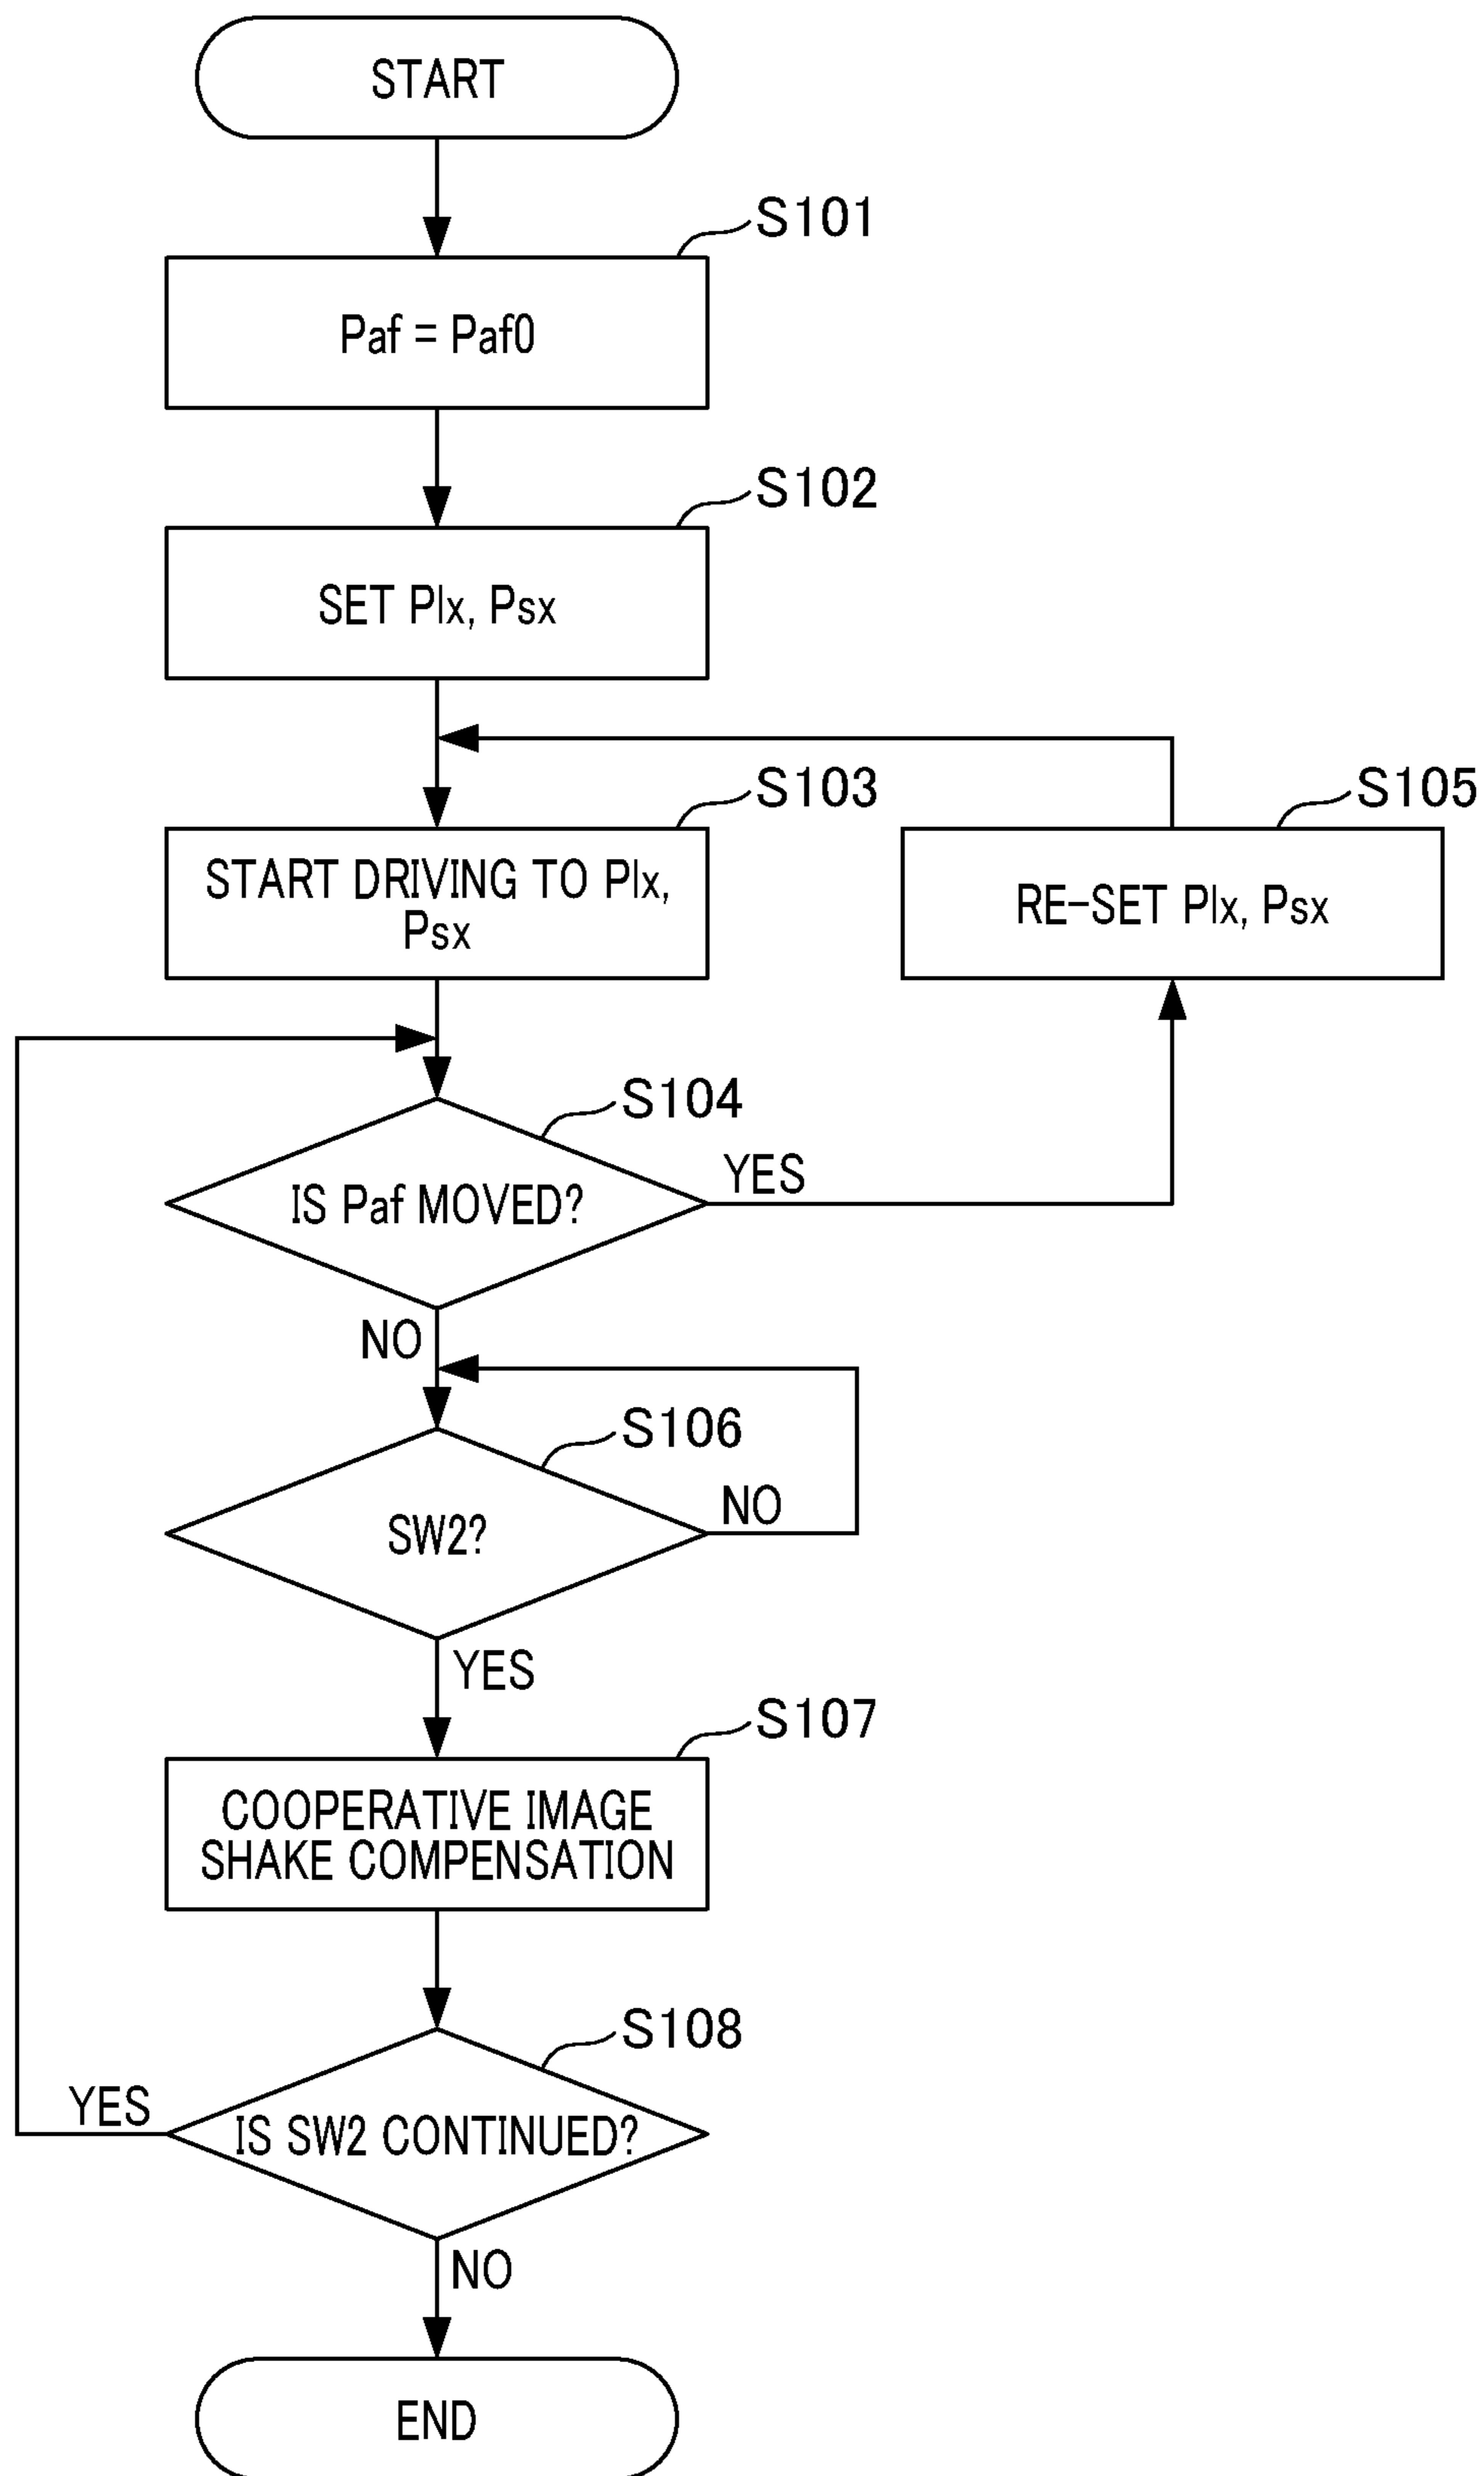 START
S101
Paf = Paf0
S102
SET Plx, Psx
S103
START DRIVING TO Plx,
Psx
S105
RE-SET Plx, Psx
S104
IS Paf MOVED?
YES
NO
S106
SW2?
NO
YES
S107
COOPERATIVE IMAGE
SHAKE COMPENSATION
S108
IS SW2 CONTINUED?
YES
NO
END